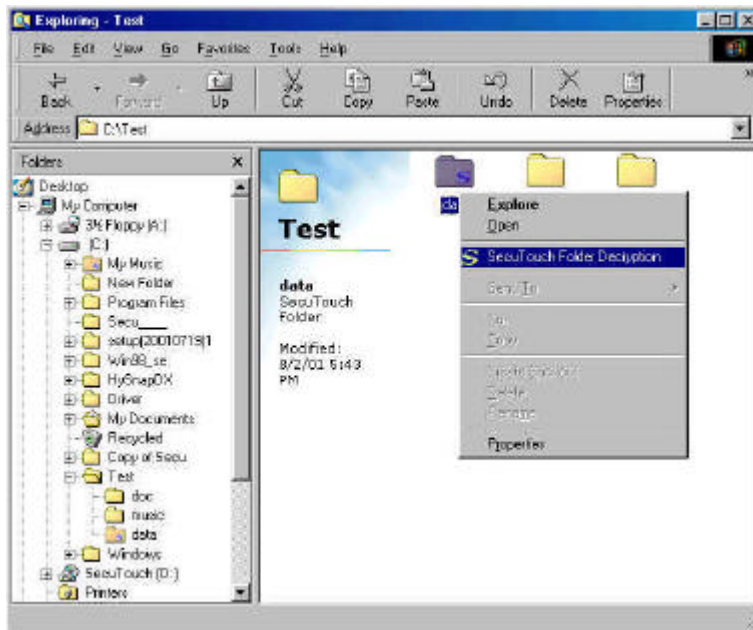 Exploring - Test
File Edit View Go Favorites Tools Help
Back Forward Up Cut Copy Paste Undo Delete Properties
Address C:\Test
Folders x
Desktop
My Computer
3½ Floppy (A:)
(C:)
My Music
New Folder
Program Files
Secu____
setup(20010719)1
Win98_se
HySnapDX
Driver
My Documents
Recycled
Copy of Secu
Test
doc
music
data
Windows
SecuTouch (D:)
Printers
Test
data
SecuTouch
Folder
Modified:
8/2/01 5:43
PM
da
Explore
Open
SecuTouch Folder Decryption
Send To
Cut
Copy
Create Shortcut
Delete
Rename
Properties